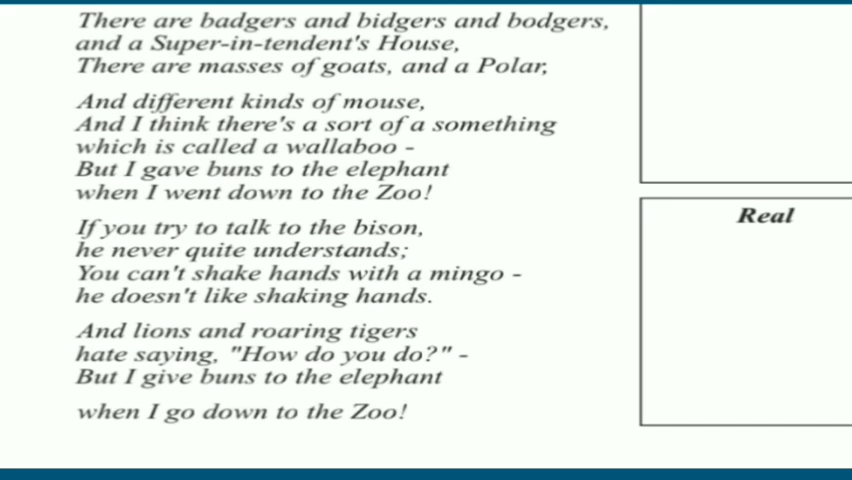 There are badgers and bidgers and bodgers,
and a Super-in-tendent's House,
There are masses of goats, and a Polar,
And different kinds of mouse,
And I think there's a sort of a something
which is called a wallaboo -
But I gave buns to the elephant
when I went down to the Zoo!
If you try to talk to the bison,
he never quite understands;
You can't shake hands with a mingo -
he doesn't like shaking hands.
And lions and roaring tigers
hate saying, "How do you do?" -
But I give buns to the elephant
when I go down to the Zoo!
Real